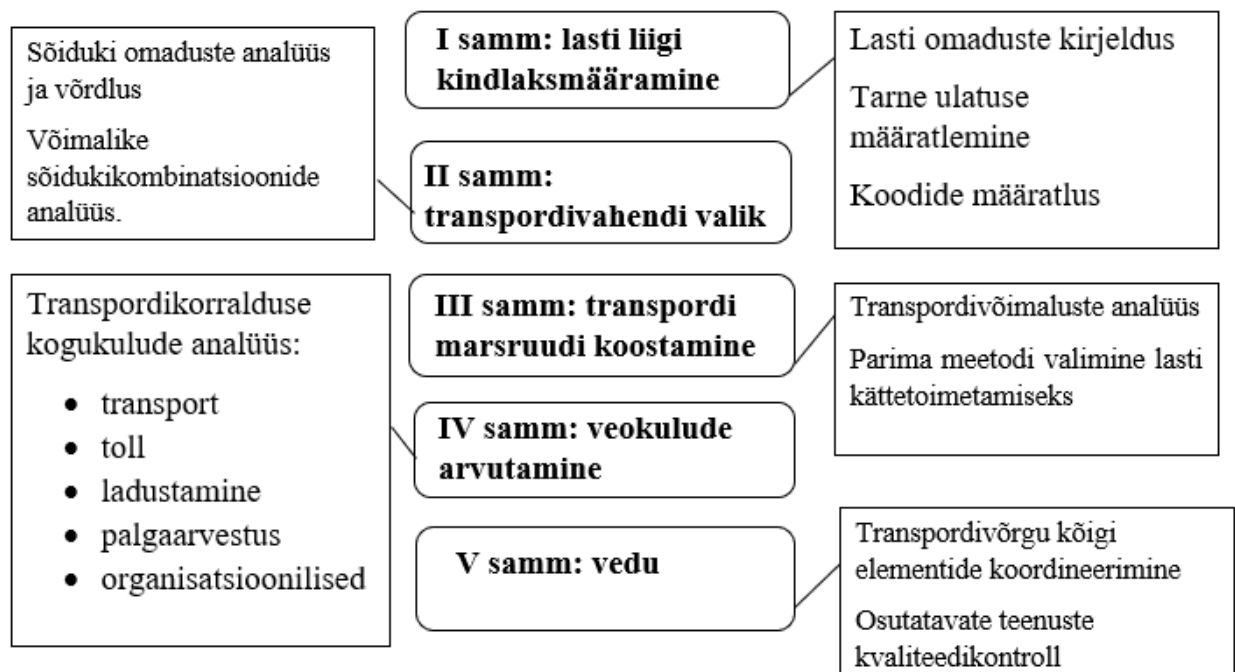 I samm: lasti liigi
kindlaksmääramine
Lasti omaduste kirjeldus
Tarne ulatuse
määratlemine
Koodide määratlus
Sõiduki omaduste analüüs
ja võrdlus
Võimalike
sõidukikombinatsioonide
analüüs.
II samm:
transpordivahendi valik
III samm: transpordi
marsruudi koostamine
Transpordivõimaluste analüüs
Parima meetodi valimine lasti
kättetoimetamiseks
Transpordikorralduse
kogukulude analüüs:
• transport
• toll
• ladustamine
• palgaarvestus
• organisatsioonilised
IV samm: veokulude
arvutamine
V samm: vedu
Transpordivõrgu kõigi
elementide koordineerimine
Osutatavate teenuste
kvaliteedikontroll